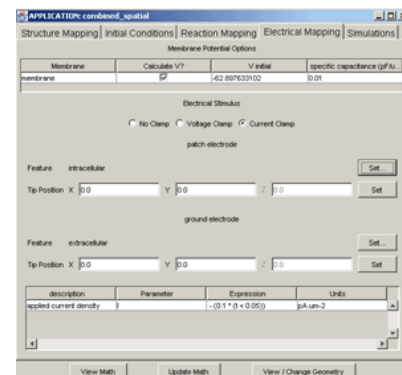 APPLICATION: combined_spatial
Structure Mapping Initial Conditions Reaction Mapping Electrical Mapping Simulations
Membrane Potential Options
Membrane Calculate V? V initial specific capacitance (pF/u...
membrane -62.897633102 0.01
Electrical Stimulus
No Clamp Voltage Clamp Current Clamp
patch electrode
Feature intracellular Set...
Tip Position X 0.0 Y 0.0 Z 0.0 Set
ground electrode
Feature extracellular Set...
Tip Position X 0.0 Y 0.0 Z 0.0 Set
description Parameter Expression Units
applied current density I - (0.1 * (t < 0.05)) pA.um-2
View Math Update Math View / Change Geometry